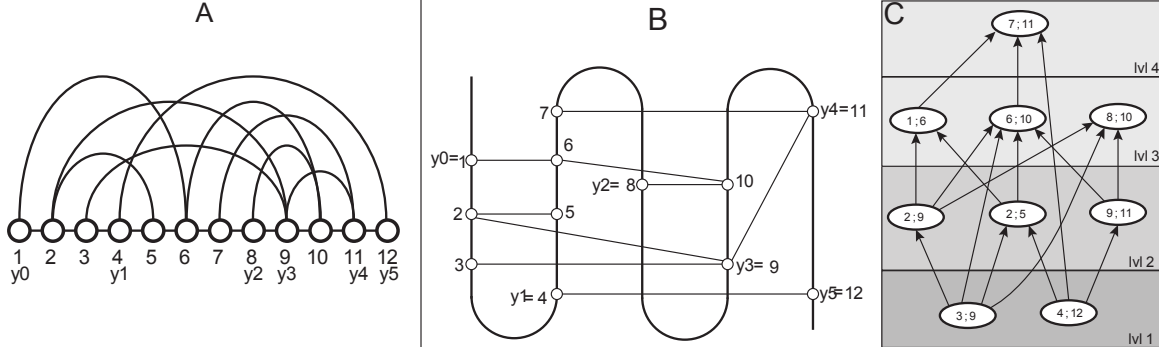 A
1 2 3 4 5 6 7 8 9 10 11 12
y0 y1 y2 y3 y4 y5
B
7 y4= 11
6
y0= 1
y2= 8 10
2 5
3 y3= 9
y1= 4 y5=12
C
7 ; 11
lvl 4
1 ; 6 6 ; 10 8 ; 10
lvl 3
2 ; 9 2 ; 5 9 ; 11
lvl 2
3 ; 9 4 ; 12
lvl 1